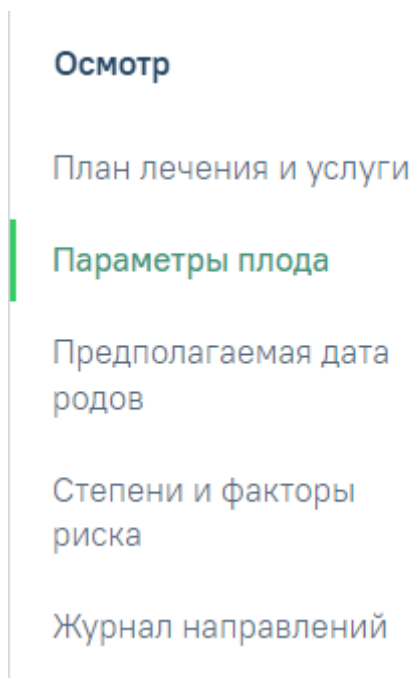 Осмотр
План лечения и услуги
Параметры плода
Предполагаемая дата
родов
Степени и факторы
риска
Журнал направлений